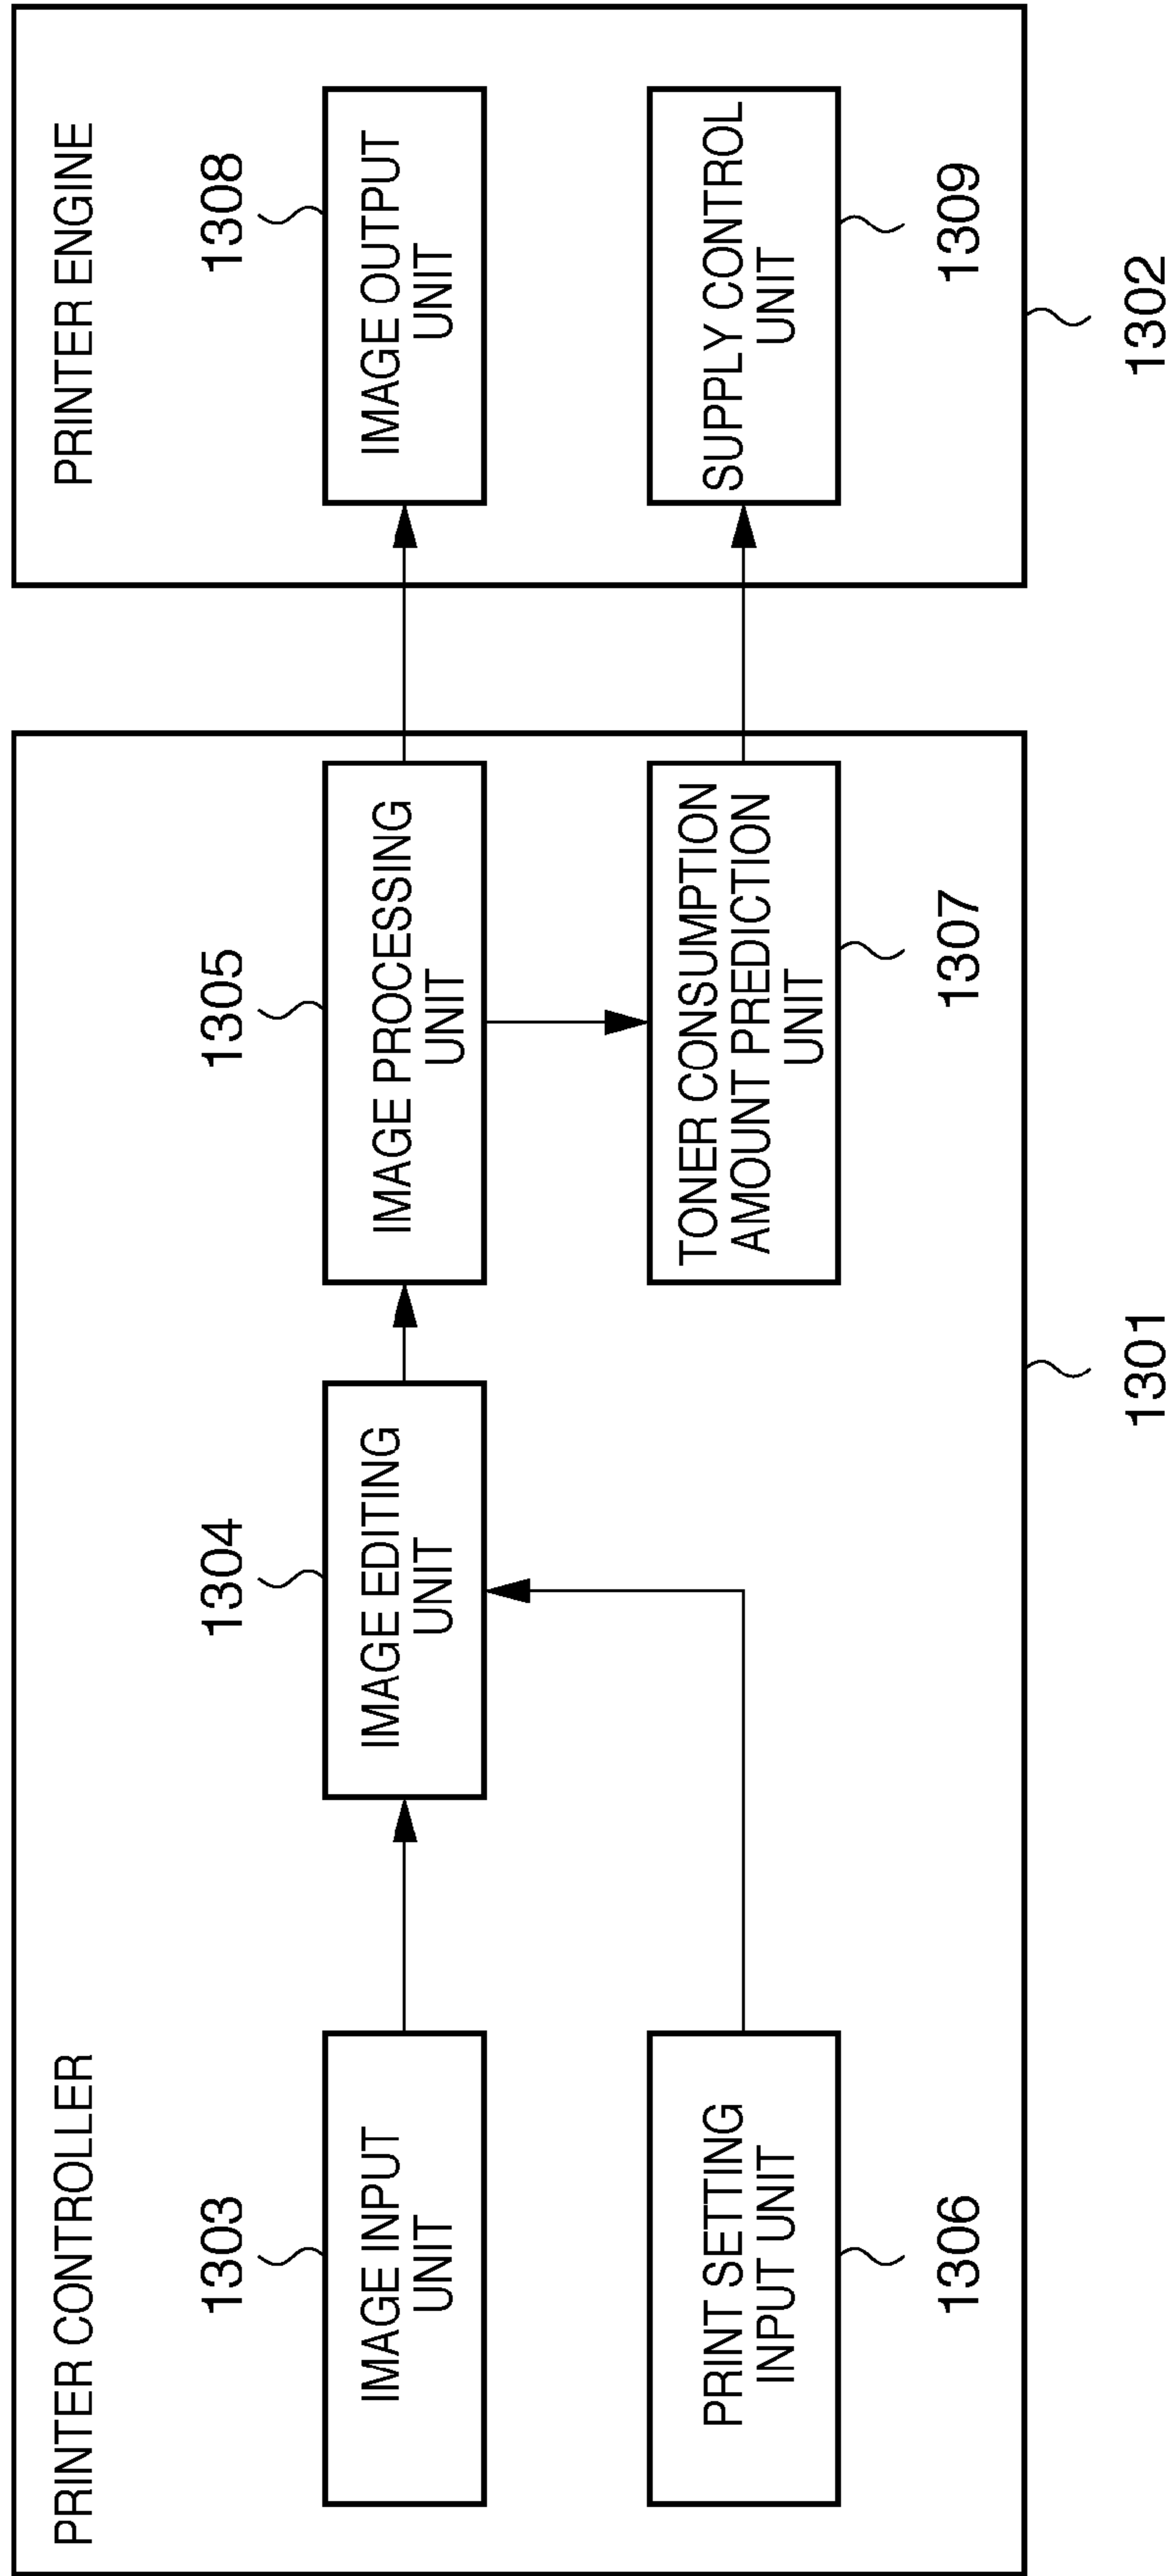 PRINTER CONTROLLER
1303
IMAGE INPUT
UNIT
1304
IMAGE EDITING
UNIT
1305
IMAGE PROCESSING
UNIT
PRINT SETTING
INPUT UNIT
1306
TONER CONSUMPTION
AMOUNT PREDICTION
UNIT
1307
1301
PRINTER ENGINE
1308
IMAGE OUTPUT
UNIT
SUPPLY CONTROL
UNIT
1309
1302